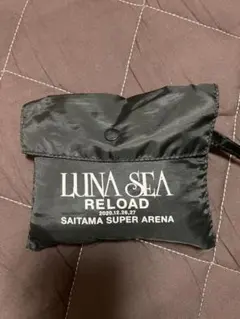 LUNA SEA
RELOAD
2020.12.26.27
SAITAMA SUPER ARENA